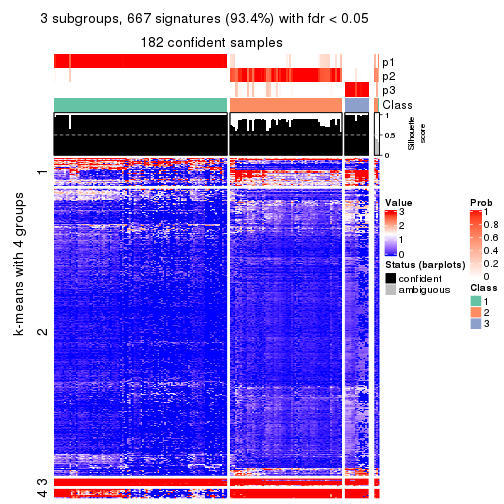 3 subgroups, 667 signatures (93.4%) with fdr < 0.05
182 confident samples
p1
p2
p3
Class
1
0.5
0
Silhouette
score
k-means with 4 groups
1
2
3
4
Value
3
2
1
0
Status (barplots)
confident
ambiguous
Prob
1
0.8
0.6
0.4
0.2
0
Class
1
2
3